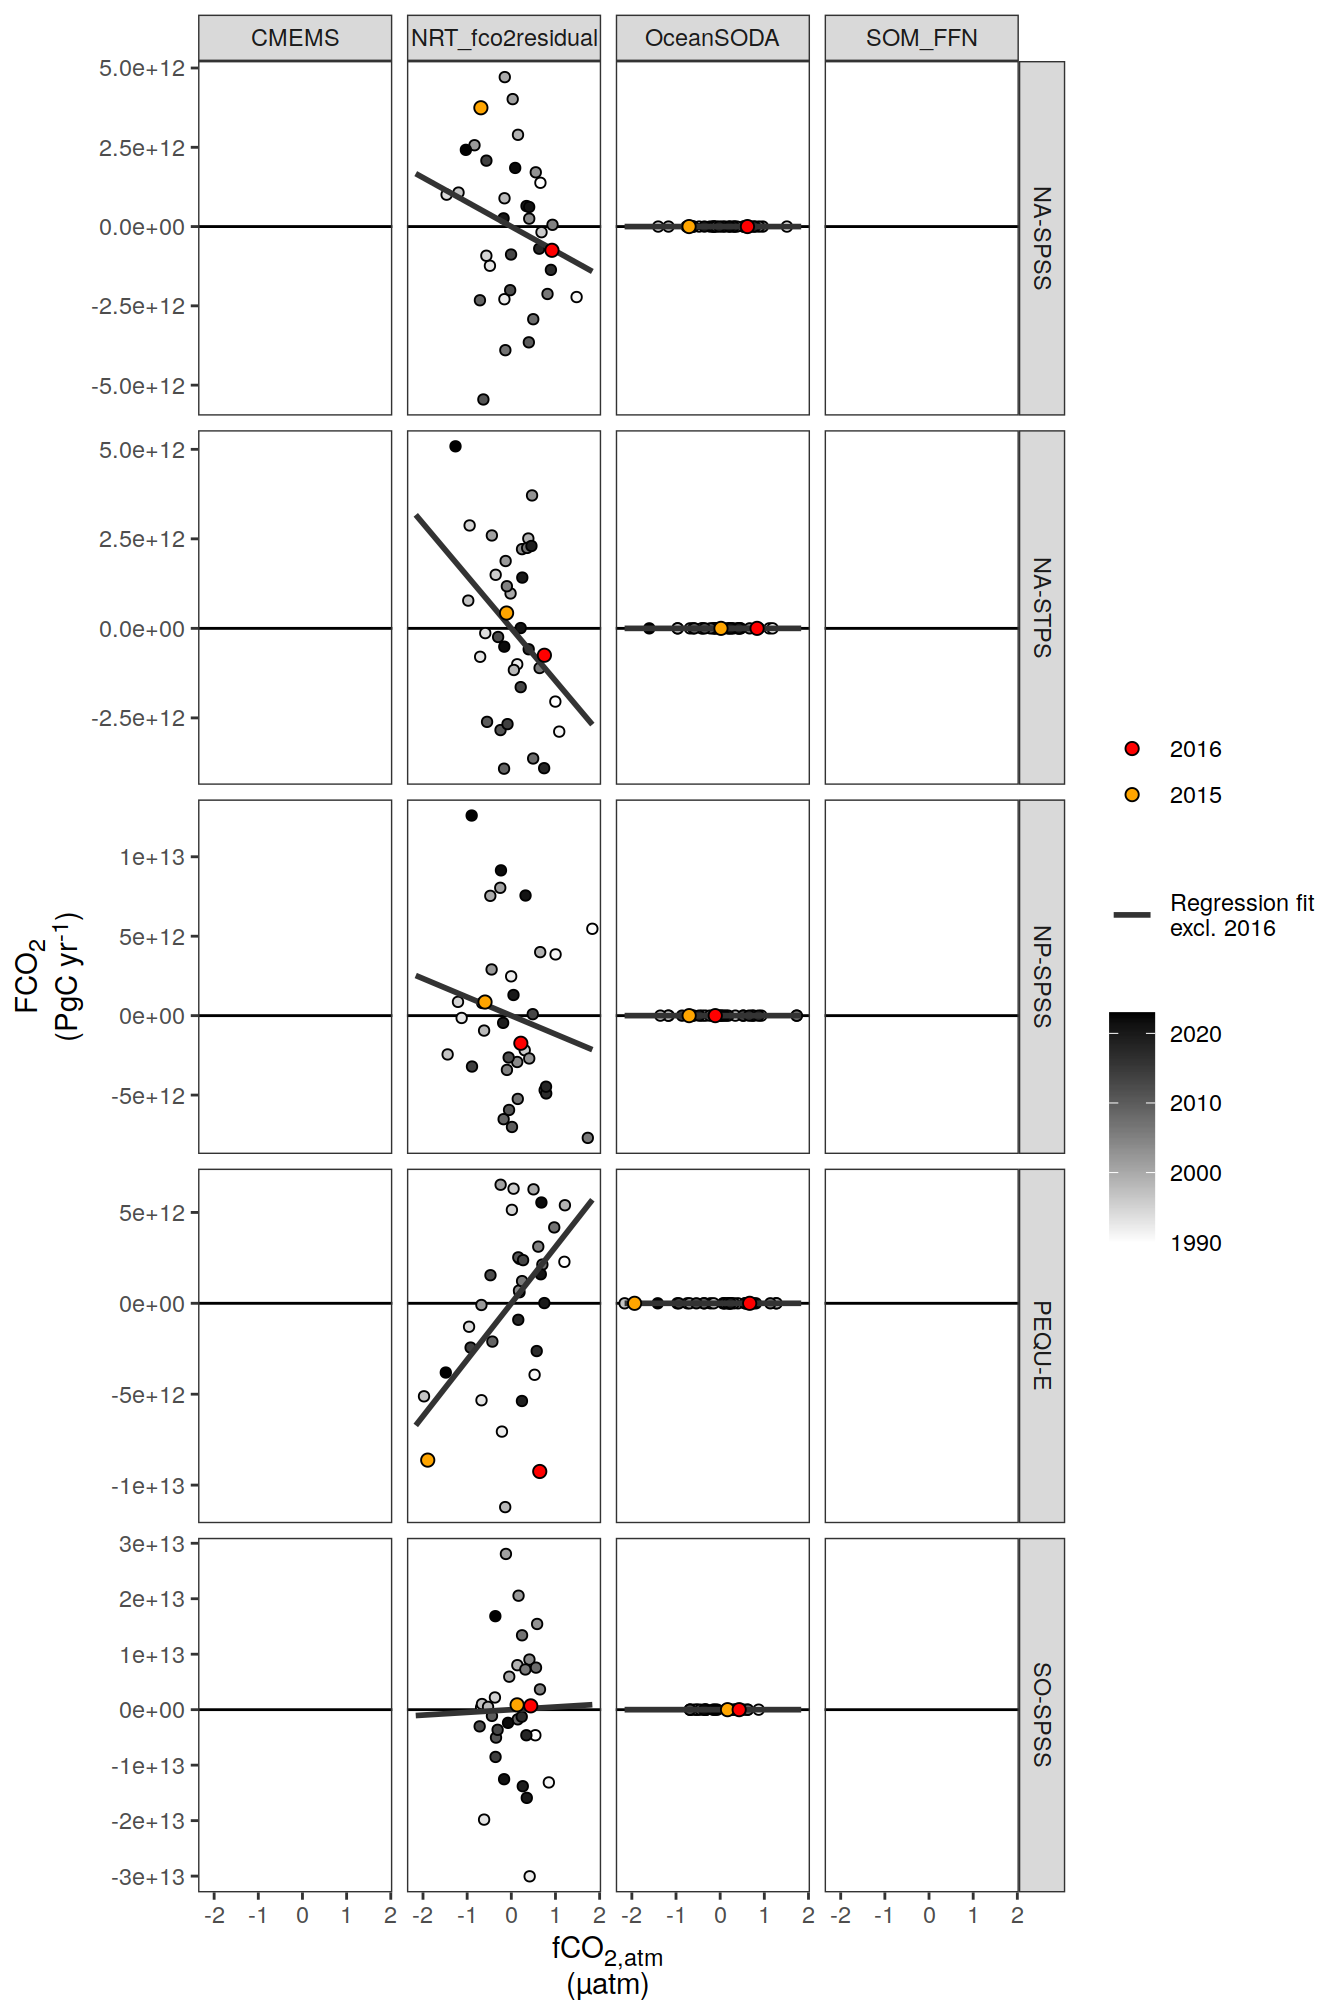 CMEMS NRT_fco2residual OceanSODA SOM_FFN
5.0e+12
2.5e+12
0.0e+00
-2.5e+12
-5.0e+12
NA-SPSS
5.0e+12
2.5e+12
0.0e+00
-2.5e+12
NA-STPS
1e+13
5e+12
0e+00
-5e+12
NP-SPSS
5e+12
0e+00
-5e+12
-1e+13
PEQU-E
3e+13
2e+13
1e+13
0e+00
-1e+13
-2e+13
-3e+13
SO-SPSS
-2 -1 0 1 2 -2 -1 0 1 2 -2 -1 0 1 2 -2 -1 0 1 2
fCO2,atm
(µatm)
FCO2
(PgC yr-1)
2016
2015
Regression fit
excl. 2016
2020
2010
2000
1990